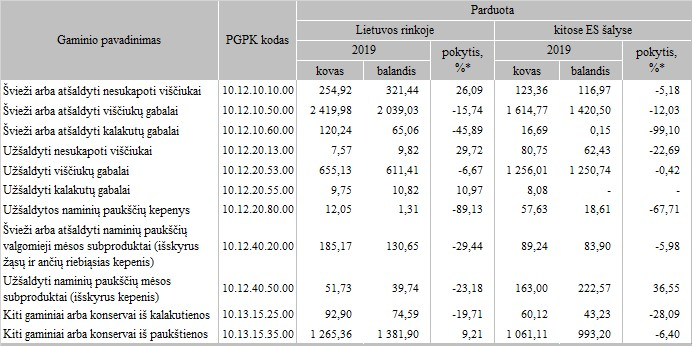 Gaminio pavadinimas PGPK kodas Parduota
Lietuvos rinkoje kitose ES šalyse
2019 pokytis, %* 2019 pokytis, %*
kovas balandis kovas balandis
Švieži arba atšaldyti nesukapoti viščiukai 10.12.10.10.00 254,92 321,44 26,09 123,36 116,97 -5,18
Švieži arba atšaldyti viščiukų gabalai 10.12.10.50.00 2 419,98 2 039,03 -15,74 1 614,77 1 420,50 -12,03
Švieži arba atšaldyti kalakutų gabalai 10.12.10.60.00 120,24 65,06 -45,89 16,69 0,15 -99,10
Užšaldyti nesukapoti viščiukai 10.12.20.13.00 7,57 9,82 29,72 80,75 62,43 -22,69
Užšaldyti viščiukų gabalai 10.12.20.53.00 655,13 611,41 -6,67 1 256,01 1 250,74 -0,42
Užšaldyti kalakutų gabalai 10.12.20.55.00 9,75 10,82 10,97 8,08 - -
Užšaldytos naminių paukščių kepenys 10.12.20.80.00 12,05 1,31 -89,13 57,63 18,61 -67,71
Švieži arba atšaldyti naminių paukščių
valgomieji mėsos subproduktai (išskyrus 10.12.40.20.00 185,17 130,65 -29,44 89,24 83,90 -5,98
žąsų ir ančių riebiąsias kepenis)
Užšaldyti naminių paukščių mėsos
subproduktai (išskyrus kepenis) 10.12.40.50.00 51,73 39,74 -23,18 163,00 222,57 36,55
Kiti gaminiai arba konservai iš kalakutienos 10.13.15.25.00 92,90 74,59 -19,71 60,12 43,23 -28,09
Kiti gaminiai arba konservai iš paukštienos 10.13.15.35.00 1 265,36 1 381,90 9,21 1 061,11 993,20 -6,40